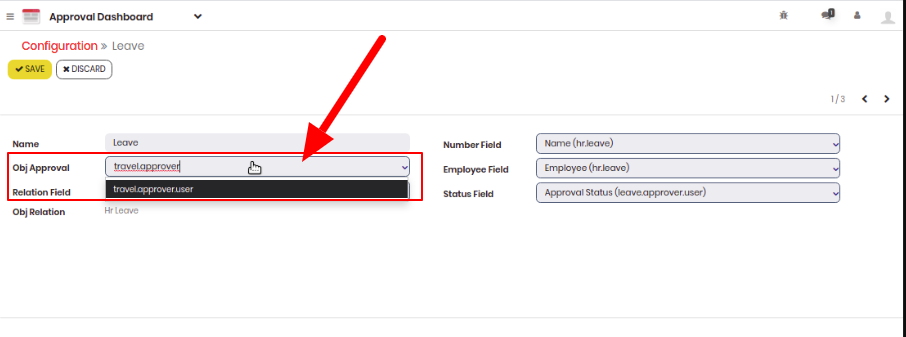 Approval Dashboard
1
Configuration » Leave
SAVE
DISCARD
1 / 3
Name
Leave
Obj Approval
travel.approver
travel.approver.user
Relation Field
Obj Relation
Hr Leave
Number Field
Name (hr.leave)
Employee Field
Employee (hr.leave)
Status Field
Approval Status (leave.approver.user)